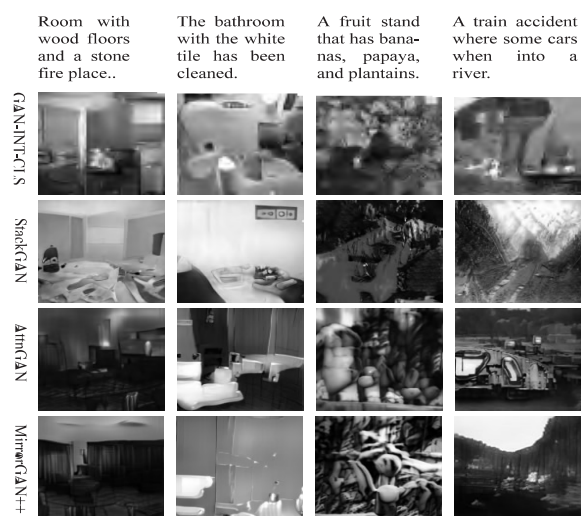 Room with
wood floors
and a stone
fire place..
The bathroom
with the white
tile has been
cleaned.
A fruit stand
that has bana-
nas, papaya,
and plantains.
A train accident
where some cars
when into a
river.
GAN-INT-CLS
StackGAN
AttnGAN
MirrorGAN++